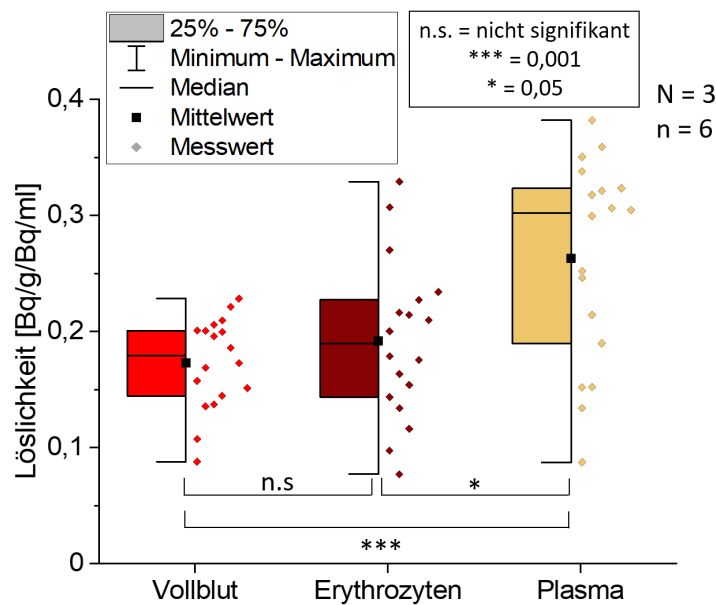 25% - 75%
Minimum - Maximum
Median
Mittelwert
Messwert
n.s. = nicht signifikant
*** = 0,001
* = 0,05
N = 3
n = 6
Löslichkeit [Bq/g/Bq/ml]
0,4
0,3
0,2
0,1
0
n.s
*
***
Vollblut
Erythrozyten
Plasma